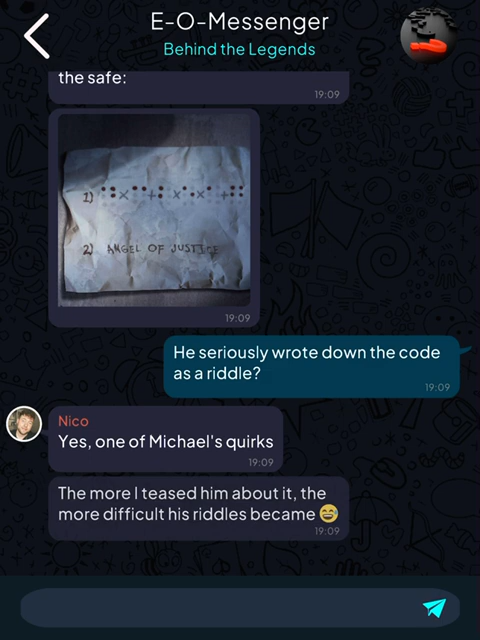 E-O-Messenger
Behind the Legends
the safe:
19:09
1)
2) ANGEL OF JUSTICE
19:09
He seriously wrote down the code
as a riddle?
19:09
Nico
Yes, one of Michael's quirks
19:09
The more I teased him about it, the
more difficult his riddles became 😄
19:09